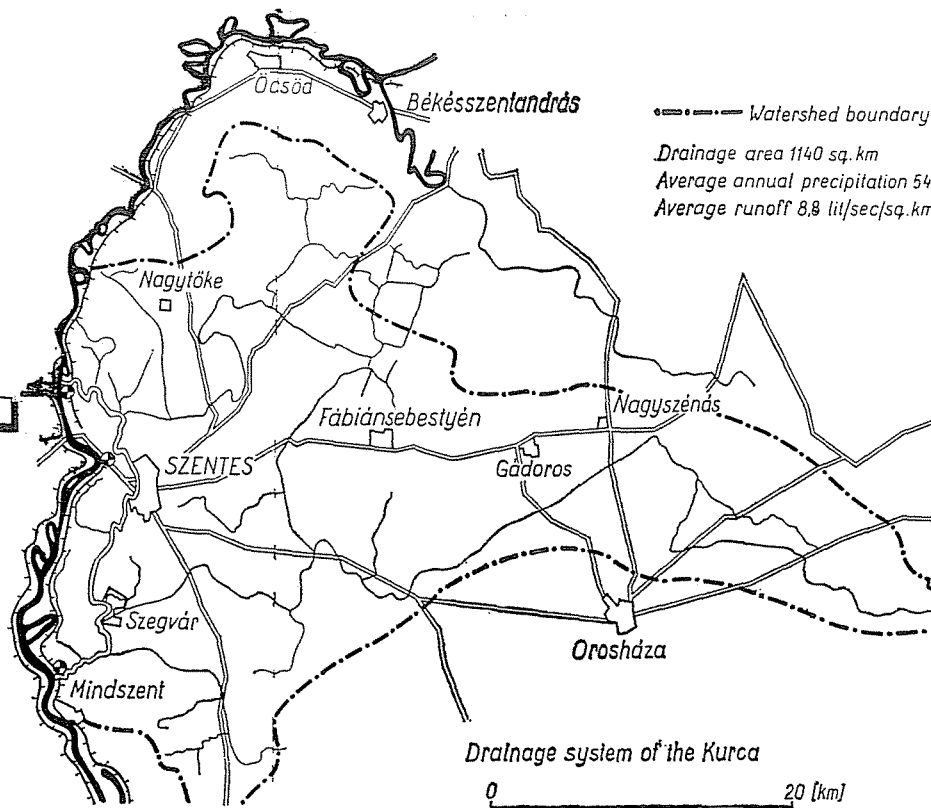 Öcsöd
Békésszentandrás
Watershed boundary
Drainage area 1140 sq. km
Average annual precipitation 54
Average runoff 8,8 lit/sec/sq. km
Nagytőke
Fábiánsebestyén
Nagyszénás
SZENTES
Gádoros
Szegvár
Orosháza
Mindszent
Drainage system of the Kurca
0 20 [km]